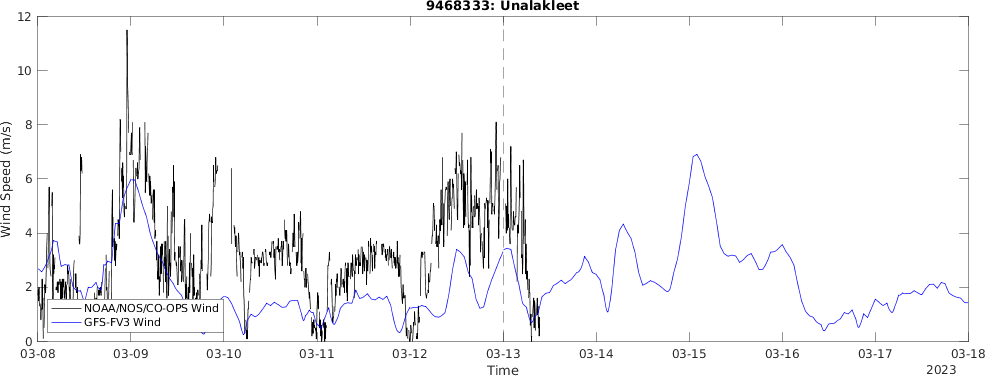 9468333: Unalakleet
12
10
8
6
4
2
0
Wind Speed (m/s)
NOAA/NOS/CO-OPS Wind
GFS-FV3 Wind
03-08 03-09 03-10 03-11 03-12 03-13 03-14 03-15 03-16 03-17 03-18
Time
2023